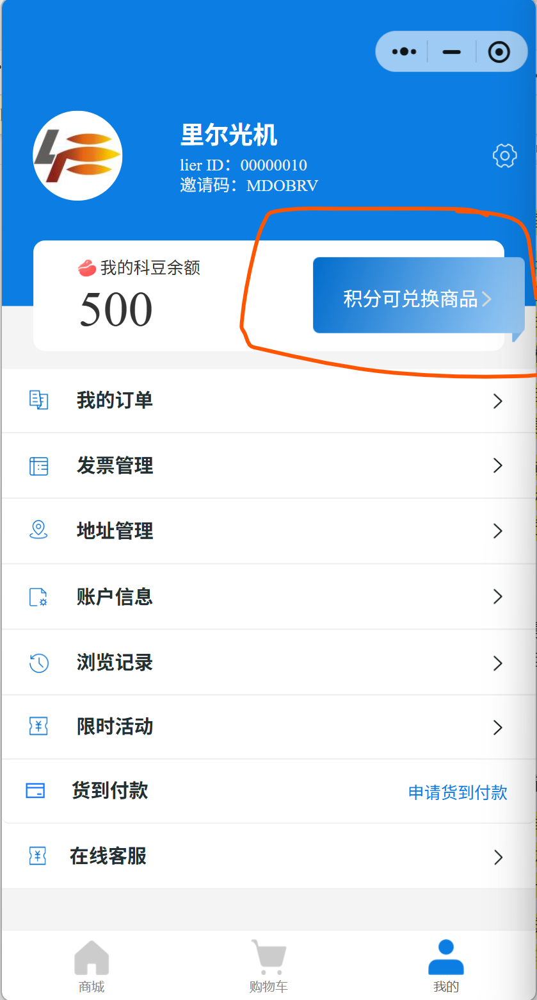 里尔光机
lier ID：00000010
邀请码：MDOBRV
我的科豆余额
500
积分可兑换商品
我的订单
发票管理
地址管理
账户信息
浏览记录
限时活动
货到付款
申请货到付款
在线客服
商城
购物车
我的